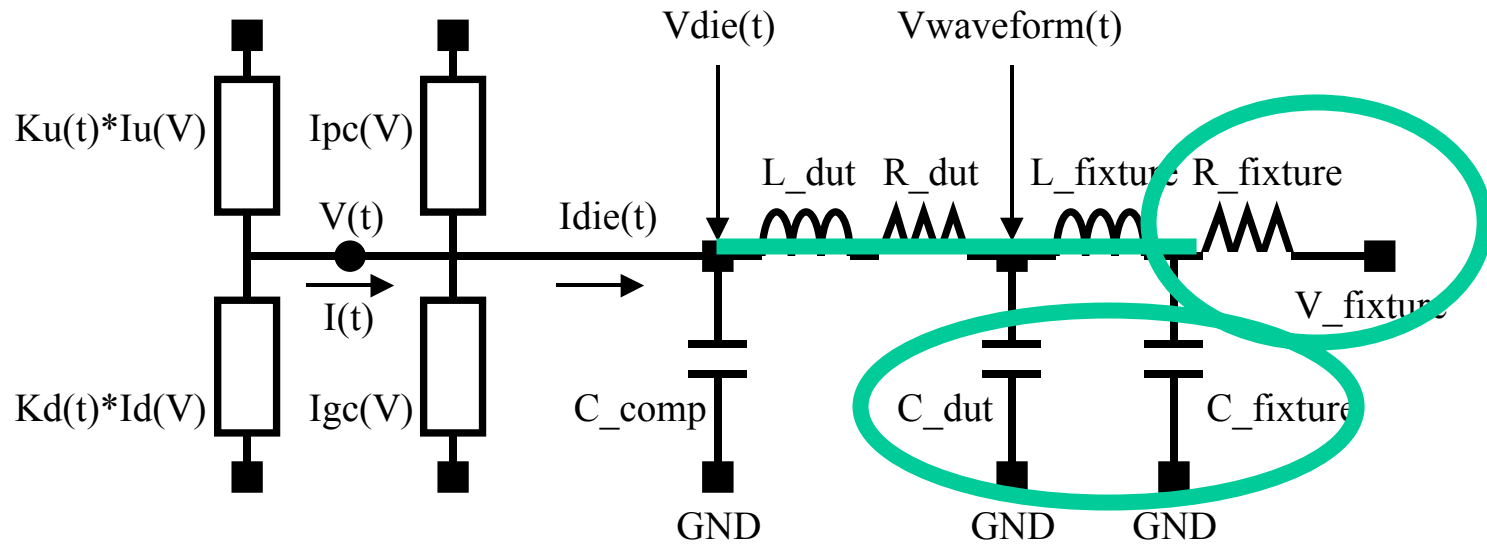 Vdie(t)
Vwaveform(t)
Ku(t)*Iu(V)
Ipc(V)
L_dut
R_dut
L_fixture
R_fixture
V(t)
Idie(t)
I(t)
V_fixture
Kd(t)*Id(V)
Igc(V)
C_comp
C_dut
C_fixture
GND
GND
GND